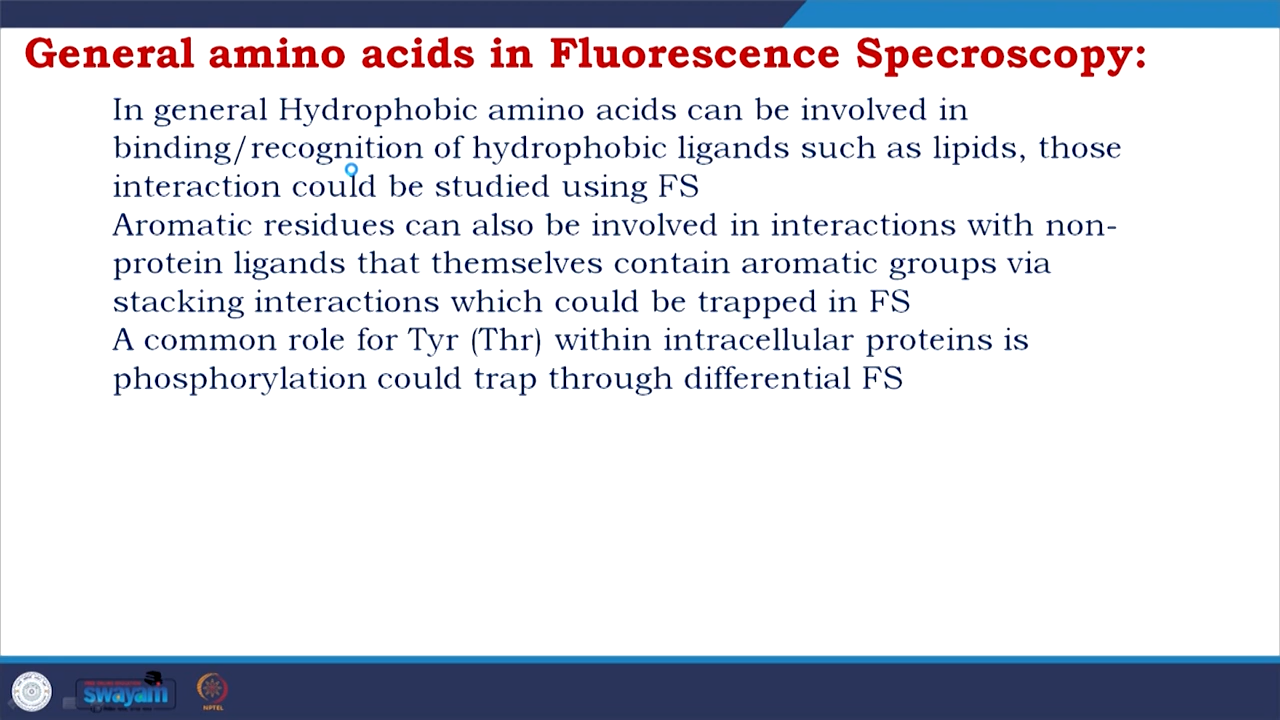 General amino acids in Fluorescence Specroscopy:
In general Hydrophobic amino acids can be involved in
binding/recognition of hydrophobic ligands such as lipids, those
interaction could be studied using FS
Aromatic residues can also be involved in interactions with non-
protein ligands that themselves contain aromatic groups via
stacking interactions which could be trapped in FS
A common role for Tyr (Thr) within intracellular proteins is
phosphorylation could trap through differential FS
swayam
NPTEL